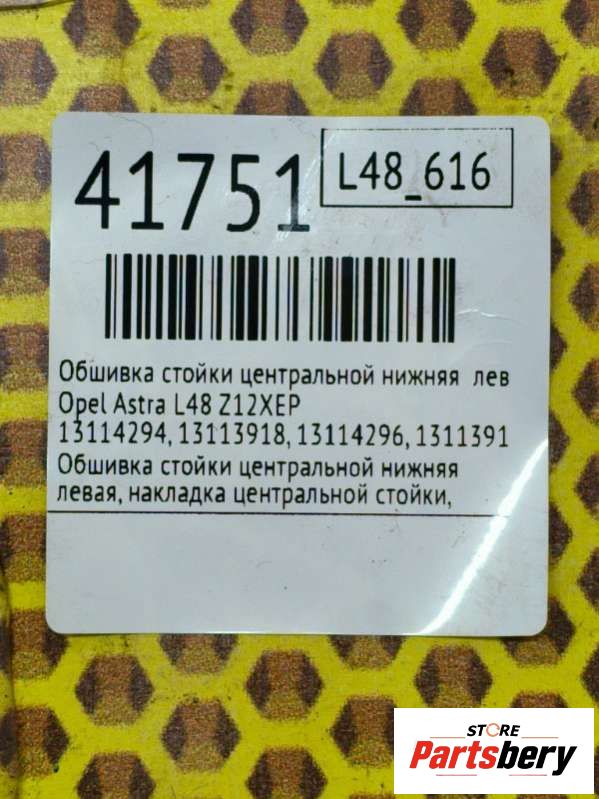 41751
L48_616
Обшивка стойки центральной нижняя лев
Opel Astra L48 Z12XEP
13114294, 13113918, 13114296, 1311391
Обшивка стойки центральной нижняя
левая, накладка центральной стойки,
STORE
Partsbery